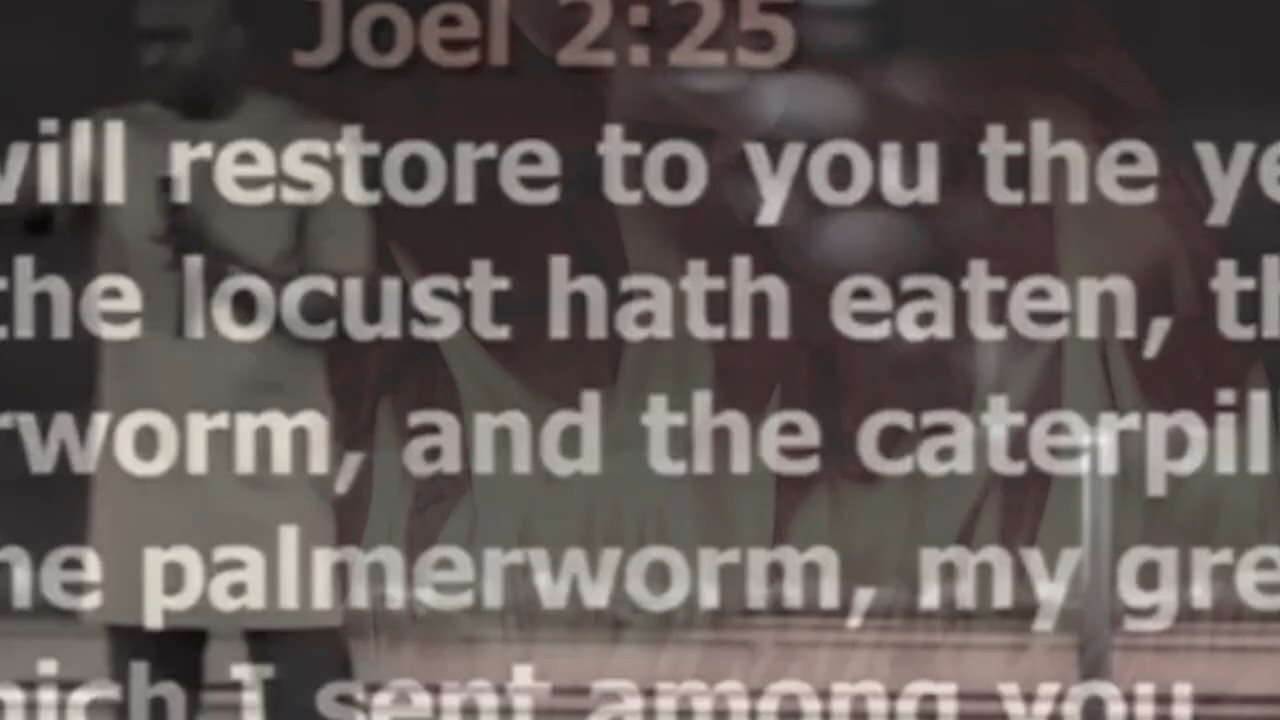 Joel 2:25
will restore to you the ye
the locust hath eaten, th
rworm, and the caterpil
he palmerworm, my gre
hich I sent among you